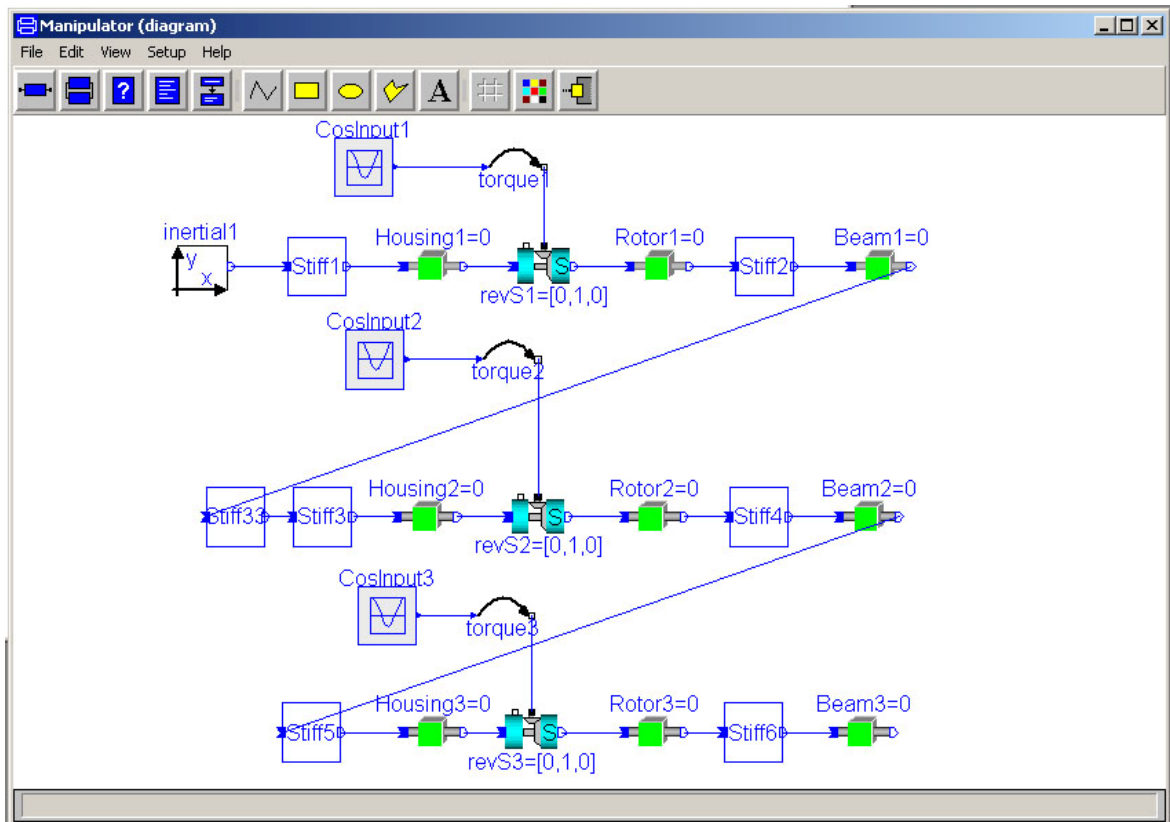 Manipulator (diagram)
File Edit View Setup Help
? A
CosInput1
torque1
inertial1
y
x
Stiff1
Housing1=0
S
revS1=[0,1,0]
Rotor1=0
Stiff2
Beam1=0
CosInput2
torque2
Stiff33
Stiff3
Housing2=0
S
revS2=[0,1,0]
Rotor2=0
Stiff4
Beam2=0
CosInput3
torque3
Stiff5
Housing3=0
S
revS3=[0,1,0]
Rotor3=0
Stiff6
Beam3=0